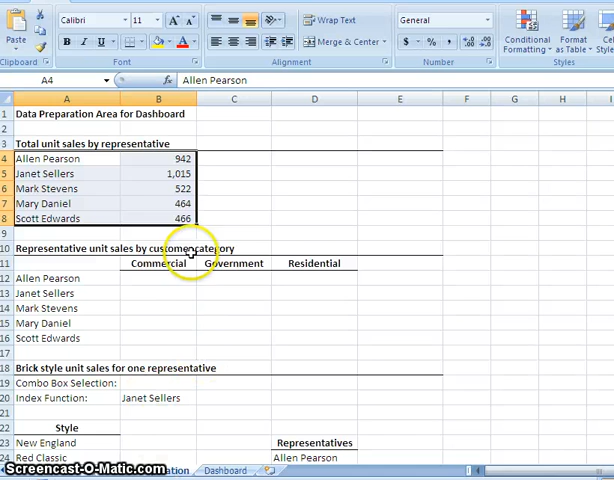 Calibri 11 A A Wrap Text General
Paste B I U Merge & Center $ % , Conditional Format
Formatting as Table
Clipboard Font Alignment Number
A4 fx Allen Pearson
A B C D E F G H I
1 Data Preparation Area for Dashboard
2
3 Total unit sales by representative
4 Allen Pearson 942
5 Janet Sellers 1,015
6 Mark Stevens 522
7 Mary Daniel 464
8 Scott Edwards 466
9
10 Representative unit sales by customer category
11 Commercial Government Residential
12 Allen Pearson
13 Janet Sellers
14 Mark Stevens
15 Mary Daniel
16 Scott Edwards
17
18 Brick style unit sales for one representative
19 Combo Box Selection:
20 Index Function: Janet Sellers
21
22 Style
23 New England Representatives
24 Red Classic Allen Pearson
Screencast-O-Matic.com Dashboard